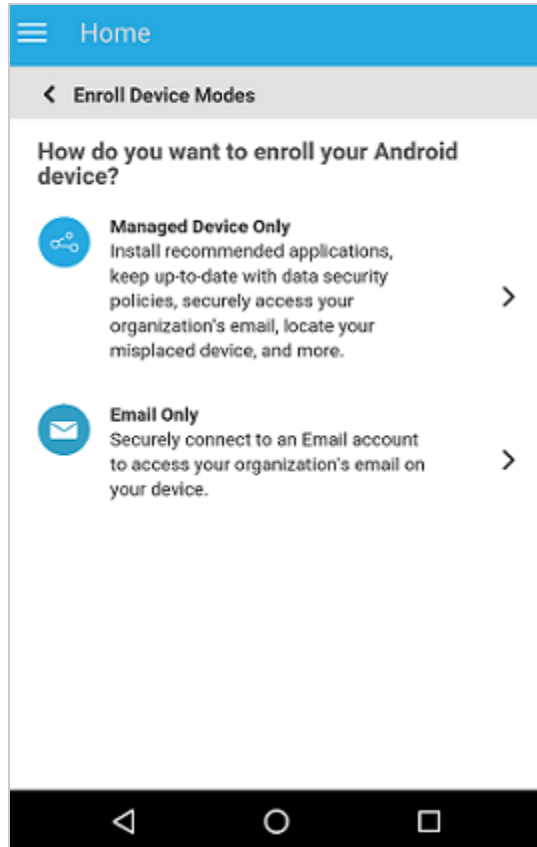 Home
Enroll Device Modes
How do you want to enroll your Android
device?
Managed Device Only
Install recommended applications,
keep up-to-date with data security
policies, securely access your
organization's email, locate your
misplaced device, and more.
Email Only
Securely connect to an Email account
to access your organization's email on
your device.